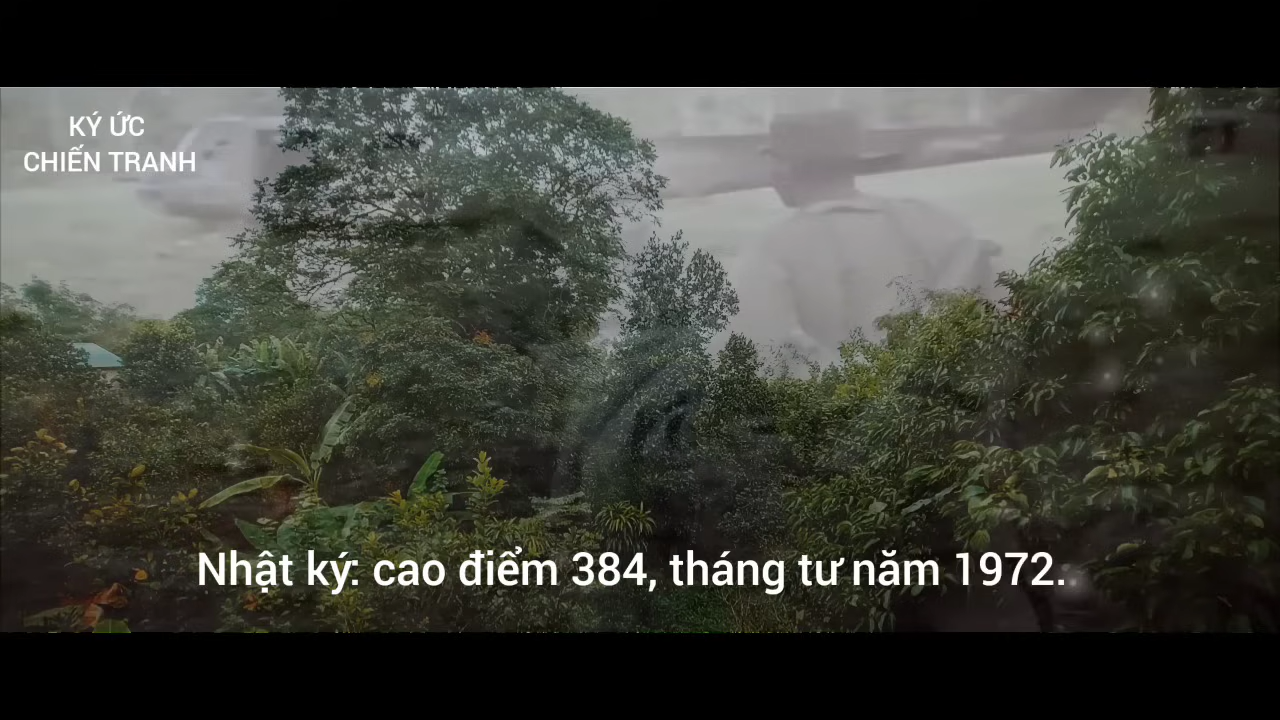 KÝ ỨC
CHIẾN TRANH
Nhật ký: cao điểm 384, tháng tư năm 1972.